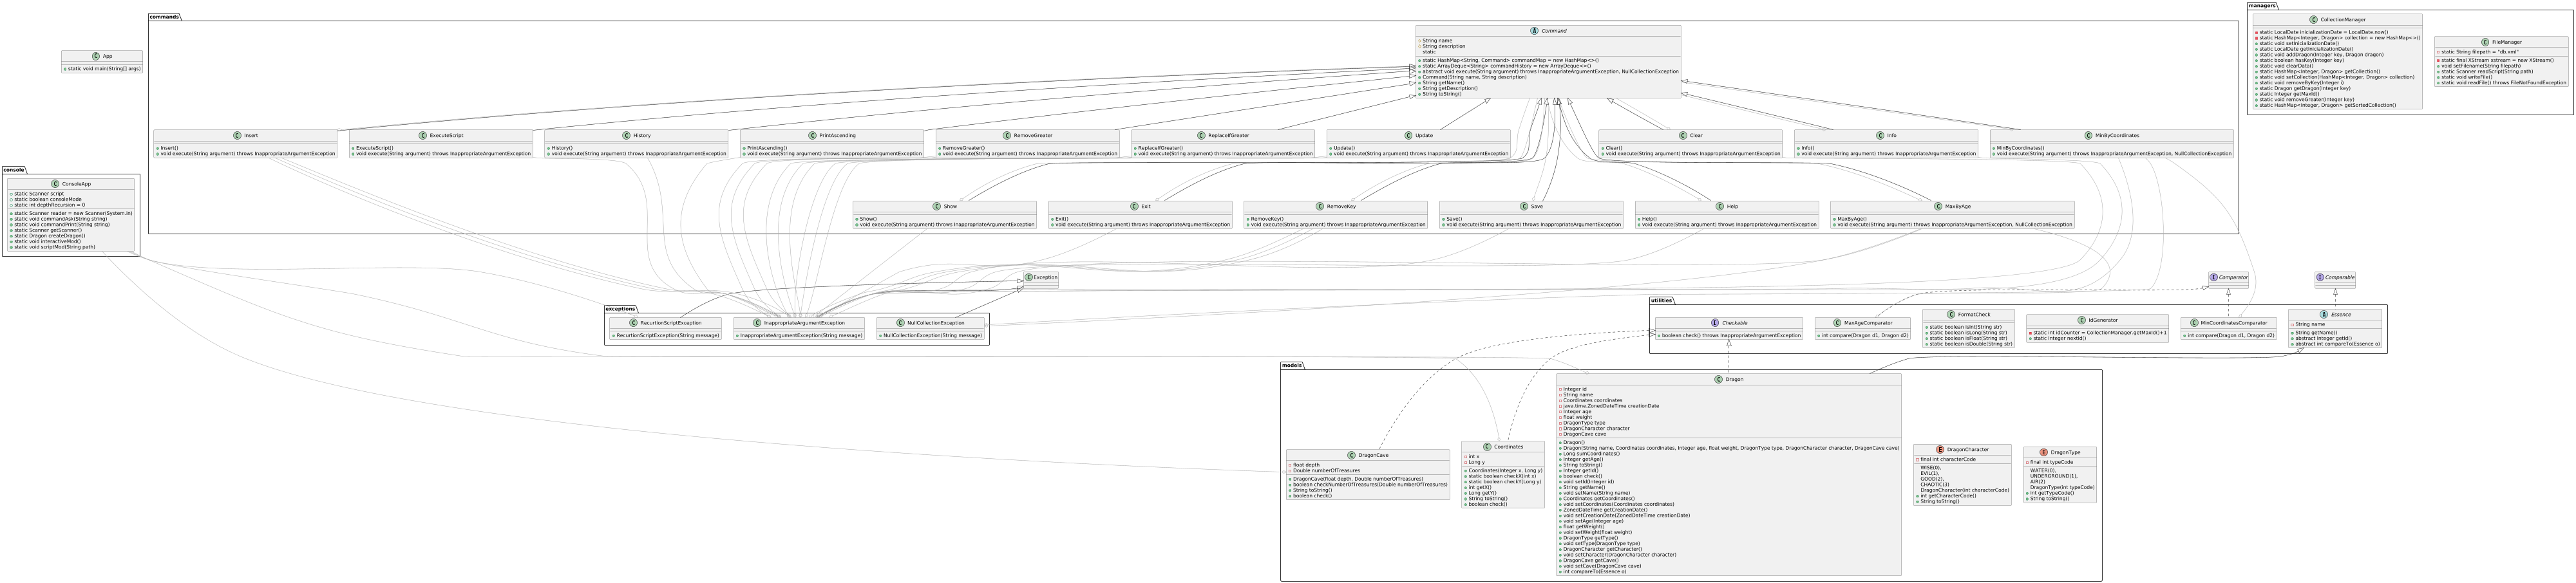 commands
managers
C App
static void main(String[] args)
A Command
String name
String description
static
static HashMap<String, Command> commandMap = new HashMap<>()
static ArrayDeque<String> commandHistory = new ArrayDeque<>()
abstract void execute(String argument) throws InappropriateArgumentException, NullCollectionException
Command(String name, String description)
String getName()
String getDescription()
String toString()
C CollectionManager
static LocalDate inicializationDate = LocalDate.now()
static HashMap<Integer, Dragon> collection = new HashMap<>()
static void setInicializationDate()
static LocalDate getInicializationDate()
static void addDragon(Integer key, Dragon dragon)
static boolean hasKey(Integer key)
static void clearData()
static HashMap<Integer, Dragon> getCollection()
static void setCollection(HashMap<Integer, Dragon> collection)
static void removeByKey(Integer i)
static Dragon getDragon(Integer key)
static Integer getMaxId()
static void removeGreater(Integer key)
static HashMap<Integer, Dragon> getSortedCollection()
C FileManager
static String filepath = "db.xml"
static final XStream xstream = new XStream()
void setFilename(String filepath)
static Scanner readScript(String path)
static void writeFile()
static void readFile() throws FileNotFoundException
C Insert
Insert()
void execute(String argument) throws InappropriateArgumentException
C ExecuteScript
ExecuteScript()
void execute(String argument) throws InappropriateArgumentException
C History
History()
void execute(String argument) throws InappropriateArgumentException
C PrintAscending
PrintAscending()
void execute(String argument) throws InappropriateArgumentException
C RemoveGreater
RemoveGreater()
void execute(String argument) throws InappropriateArgumentException
C ReplaceIfGreater
ReplaceIfGreater()
void execute(String argument) throws InappropriateArgumentException
C Update
Update()
void execute(String argument) throws InappropriateArgumentException
C Clear
Clear()
void execute(String argument) throws InappropriateArgumentException
C Info
Info()
void execute(String argument) throws InappropriateArgumentException
C MinByCoordinates
MinByCoordinates()
void execute(String argument) throws InappropriateArgumentException, NullCollectionException
console
C ConsoleApp
static Scanner script
static boolean consoleMode
static int depthRecursion = 0
static Scanner reader = new Scanner(System.in)
static void commandAsk(String string)
static void commandPrint(String string)
static Scanner getScanner()
static Dragon createDragon()
static void interactiveMod()
static void scriptMod(String path)
C Show
Show()
void execute(String argument) throws InappropriateArgumentException
C Exit
Exit()
void execute(String argument) throws InappropriateArgumentException
C RemoveKey
RemoveKey()
void execute(String argument) throws InappropriateArgumentException
C Save
Save()
void execute(String argument) throws InappropriateArgumentException
C Help
Help()
void execute(String argument) throws InappropriateArgumentException
C MaxByAge
MaxByAge()
void execute(String argument) throws InappropriateArgumentException, NullCollectionException
C Exception
I Comparator
I Comparable
exceptions
C RecurtionScriptException
RecurtionScriptException(String message)
C InappropriateArgumentException
InappropriateArgumentException(String message)
C NullCollectionException
NullCollectionException(String message)
utilities
I Checkable
boolean check() throws InappropriateArgumentException
C MaxAgeComparator
int compare(Dragon d1, Dragon d2)
C FormatCheck
static boolean isInt(String str)
static boolean isLong(String str)
static boolean isFloat(String str)
static boolean isDouble(String str)
C IdGenerator
static int idCounter = CollectionManager.getMaxId()+1
static Integer nextId()
C MinCoordinatesComparator
int compare(Dragon d1, Dragon d2)
A Essence
String name
String getName()
abstract Integer getId()
abstract int compareTo(Essence o)
models
C DragonCave
float depth
Double numberOfTreasures
DragonCave(float depth, Double numberOfTreasures)
boolean checkNumberOfTreasures(Double numberOfTreasures)
String toString()
boolean check()
C Coordinates
int x
Long y
Coordinates(Integer x, Long y)
static boolean checkX(int x)
static boolean checkY(Long y)
int getX()
Long getY()
String toString()
boolean check()
C Dragon
Integer id
String name
Coordinates coordinates
java.time.ZonedDateTime creationDate
Integer age
float weight
DragonType type
DragonCharacter character
DragonCave cave
Dragon()
Dragon(String name, Coordinates coordinates, Integer age, float weight, DragonType type, DragonCharacter character, DragonCave cave)
Long sumCoordinates()
Integer getAge()
String toString()
Integer getId()
boolean check()
void setId(Integer id)
String getName()
void setName(String name)
Coordinates getCoordinates()
void setCoordinates(Coordinates coordinates)
ZonedDateTime getCreationDate()
void setCreationDate(ZonedDateTime creationDate)
void setAge(Integer age)
float getWeight()
void setWeight(float weight)
DragonType getType()
void setType(DragonType type)
DragonCharacter getCharacter()
void setCharacter(DragonCharacter character)
DragonCave getCave()
void setCave(DragonCave cave)
int compareTo(Essence o)
E DragonCharacter
final int characterCode
WISE(0),
EVIL(1),
GOOD(2),
CHAOTIC(3)
DragonCharacter(int characterCode)
int getCharacterCode()
String toString()
E DragonType
final int typeCode
WATER(0),
UNDERGROUND(1),
AIR(2)
DragonType(int typeCode)
int getTypeCode()
String toString()